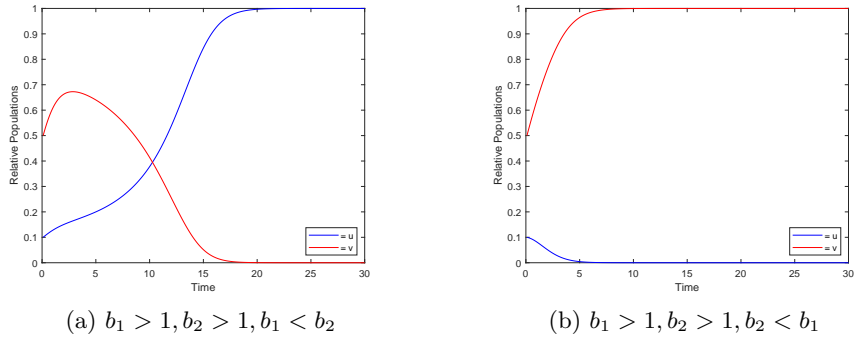 1
0.9
0.8
0.7
0.6
0.5
0.4
0.3
0.2
0.1
0
Relative Populations
0 5 10 15 20 25 30
Time
= u
= v
(a) b₁ > 1, b₂ > 1, b₁ < b₂
1
0.9
0.8
0.7
0.6
0.5
0.4
0.3
0.2
0.1
0
Relative Populations
0 5 10 15 20 25 30
Time
= u
= v
(b) b₁ > 1, b₂ > 1, b₂ < b₁